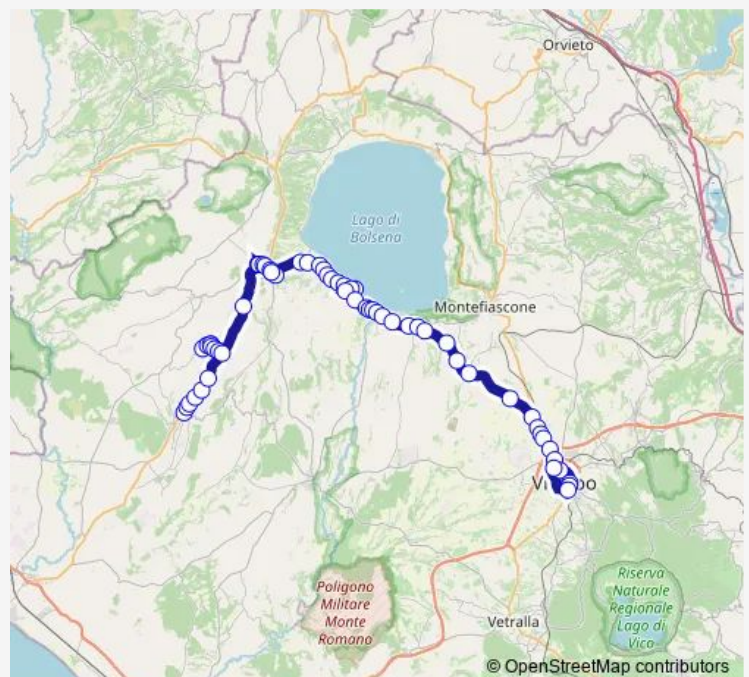 Orvieto
Lago di
Bolsena
Montefiascone
Poligono
Militare
Monte
Romano
Vetralla
Riserva
Naturale
Regionale
Lago di
Vico
© OpenStreetMap contributors